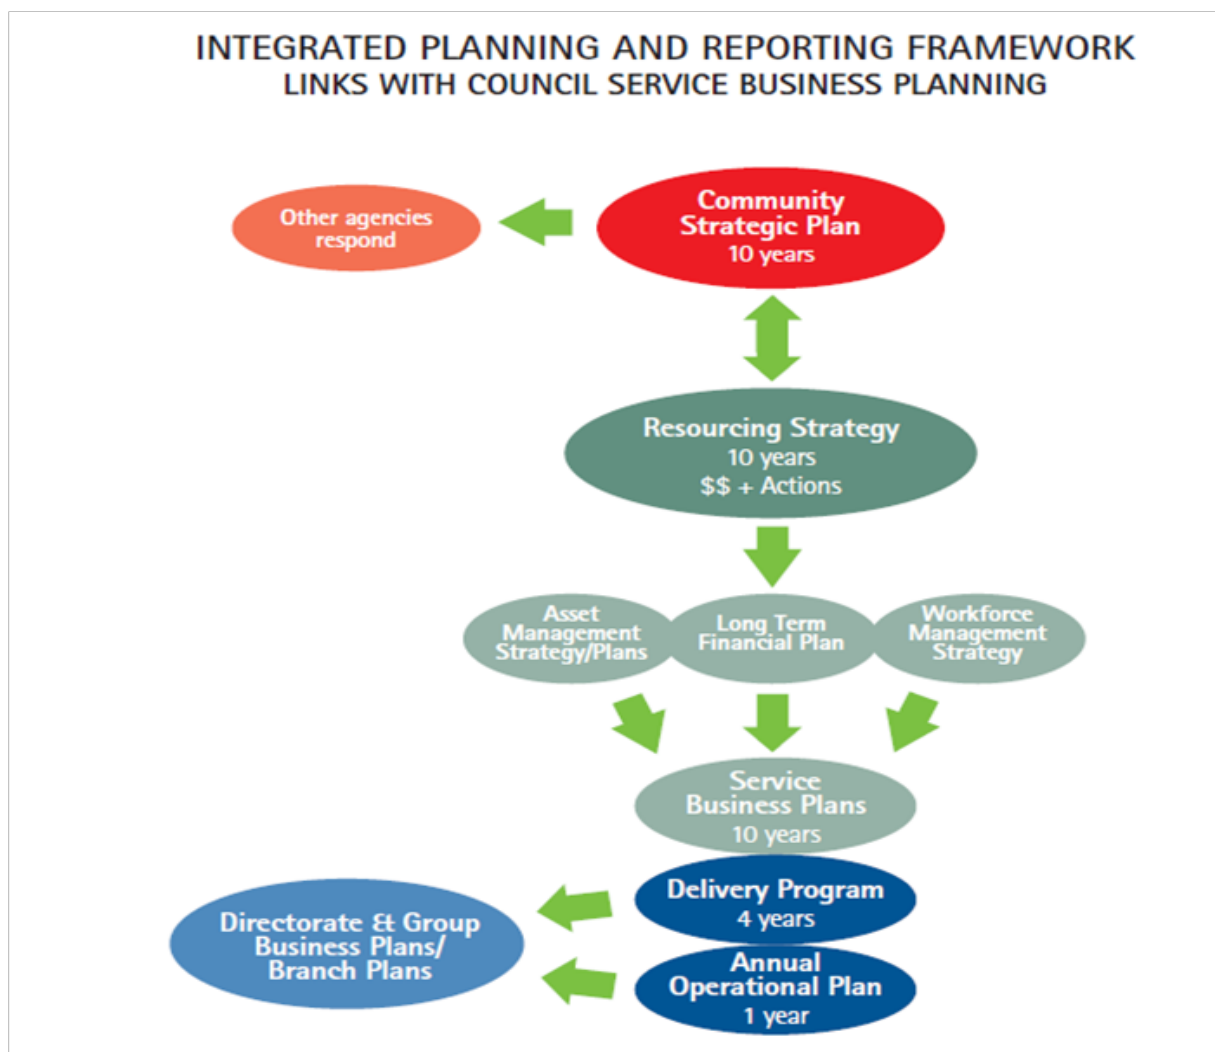 INTEGRATED PLANNING AND REPORTING FRAMEWORK
LINKS WITH COUNCIL SERVICE BUSINESS PLANNING
Other agencies
respond
Community
Strategic Plan
10 years
Resourcing Strategy
10 years
$$ + Actions
Asset
Management
Strategy/Plans
Long Term
Financial Plan
Workforce
Management
Strategy
Service
Business Plans
10 years
Delivery Program
4 years
Directorate & Group
Business Plans/
Branch Plans
Annual
Operational Plan
1 year